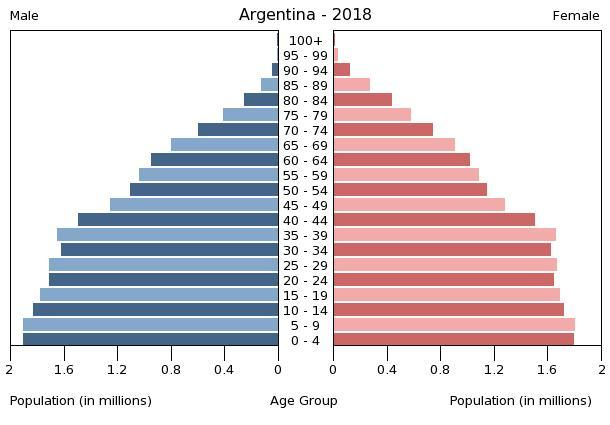 Argentina - 2018
Male
Female
100+
95 - 99
90 - 94
85 - 89
80 - 84
75 - 79
70 - 74
65 - 69
60 - 64
55 - 59
50 - 54
45 - 49
40 - 44
35 - 39
30 - 34
25 - 29
20 - 24
15 - 19
10 - 14
5 - 9
0 - 4
2 1.6 1.2 0.8 0.4 0 0 0.4 0.8 1.2 1.6 2
Population (in millions) Age Group Population (in millions)